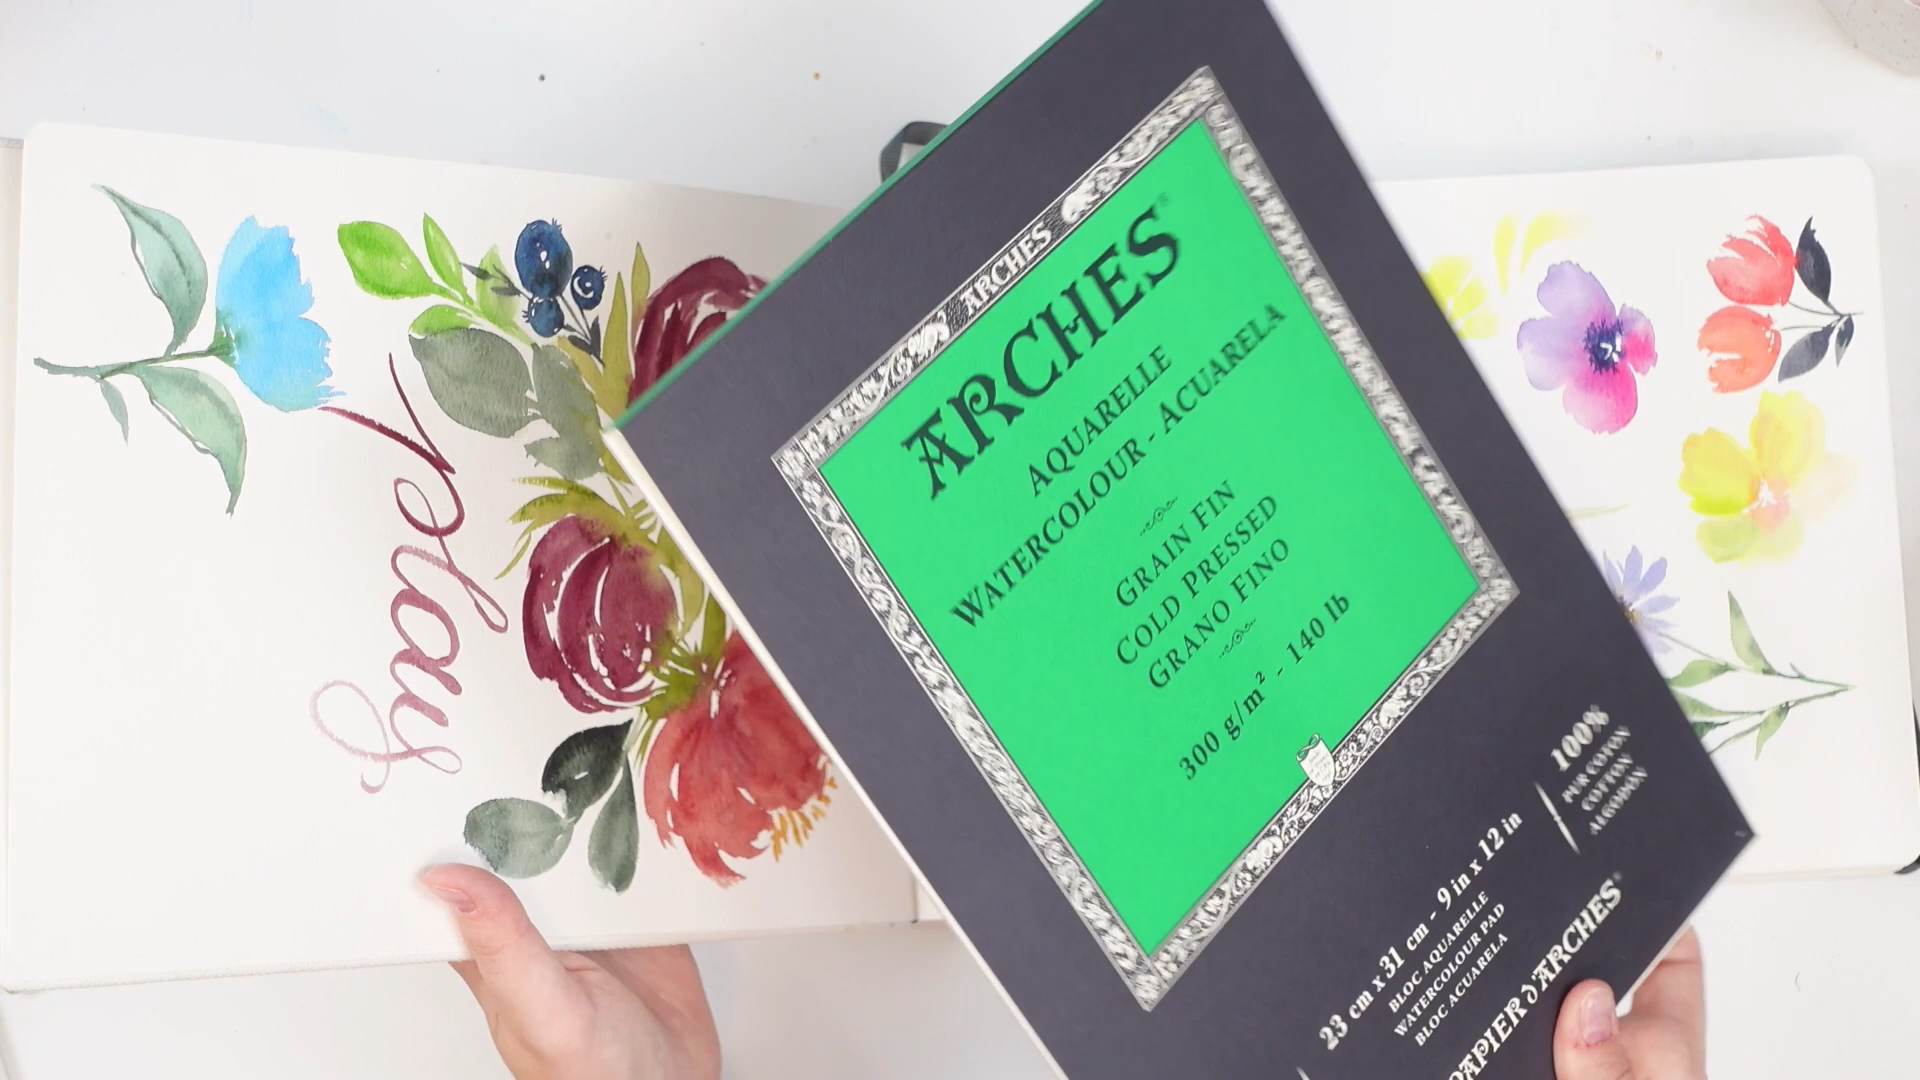 play
ARCHES
ARCHES®
AQUARELLE
WATERCOLOUR - ACUARELA
GRAIN FIN
COLD PRESSED
GRANO FINO
300 g/m² - 140 lb
100%
PUR COTON
COTTON
ALGODÓN
23 cm x 31 cm - 9 in x 12 in
BLOC AQUARELLE
WATERCOLOUR PAD
BLOC ACUARELA
PAPIER D'ARCHES®